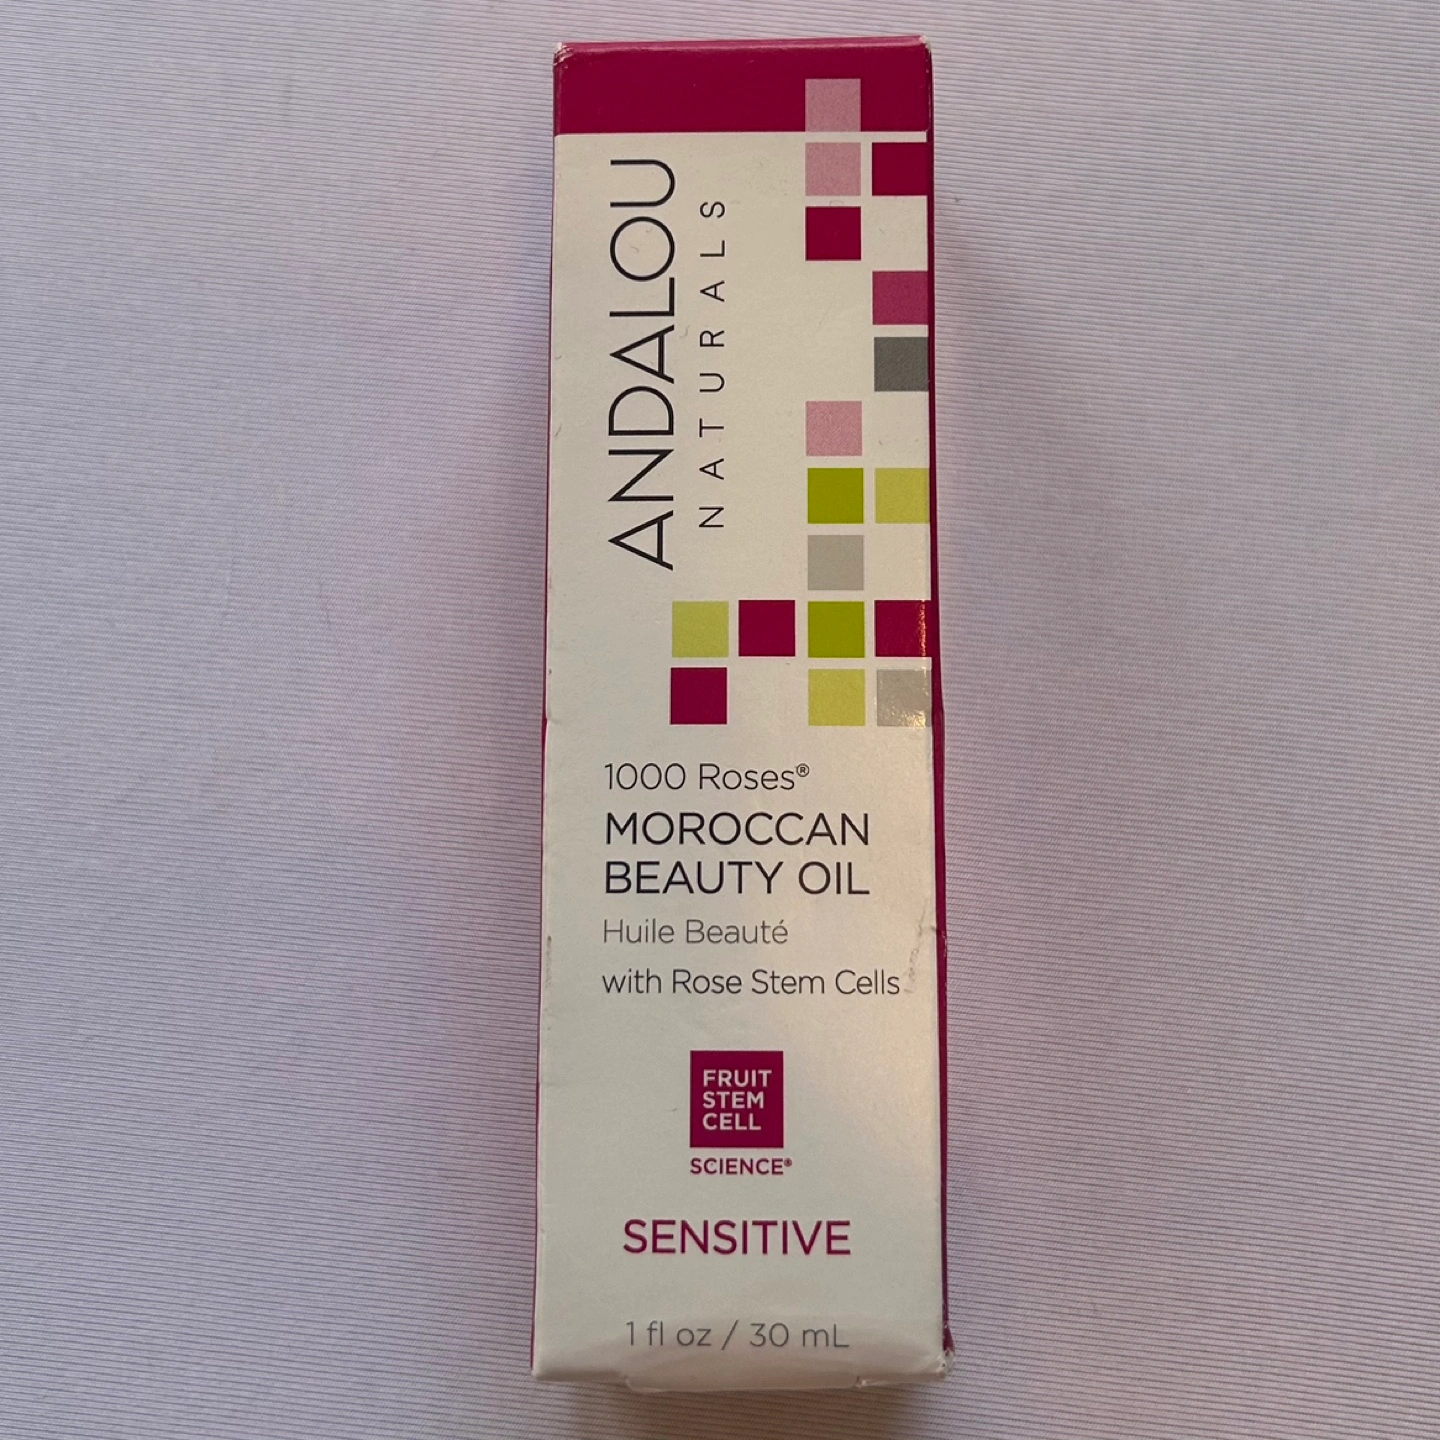 ANDALOU
NATURALS
1000 Roses®
MOROCCAN
BEAUTY OIL
Huile Beauté
with Rose Stem Cells
FRUIT
STEM
CELL
SCIENCE®
SENSITIVE
1 fl oz / 30 mL